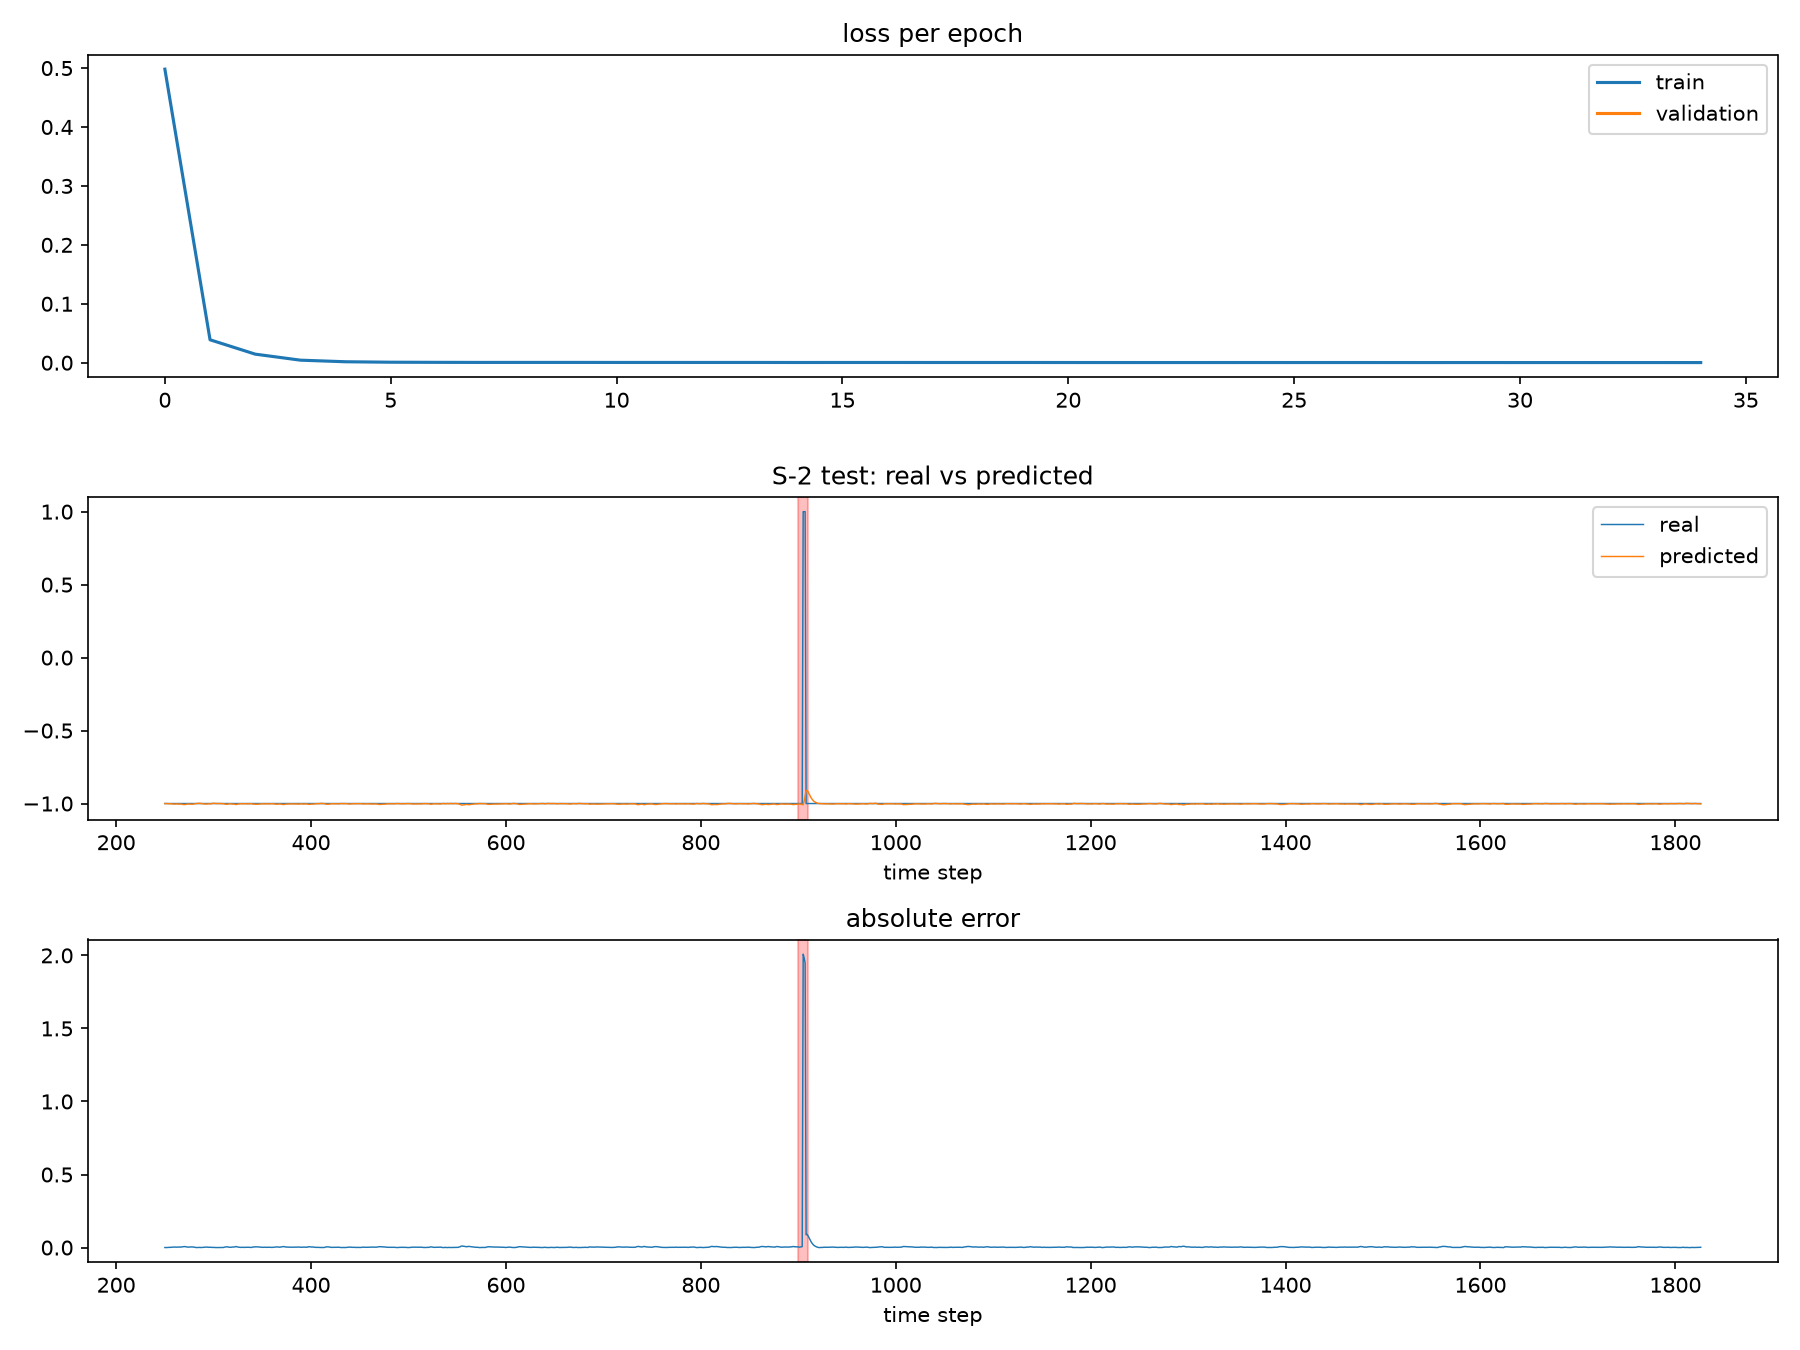 loss per epoch
0.5
0.4
0.3
0.2
0.1
0.0
train
validation
0 5 10 15 20 25 30 35
S-2 test: real vs predicted
1.0
0.5
0.0
−0.5
−1.0
real
predicted
200 400 600 800 1000 1200 1400 1600 1800
time step
absolute error
2.0
1.5
1.0
0.5
0.0
200 400 600 800 1000 1200 1400 1600 1800
time step